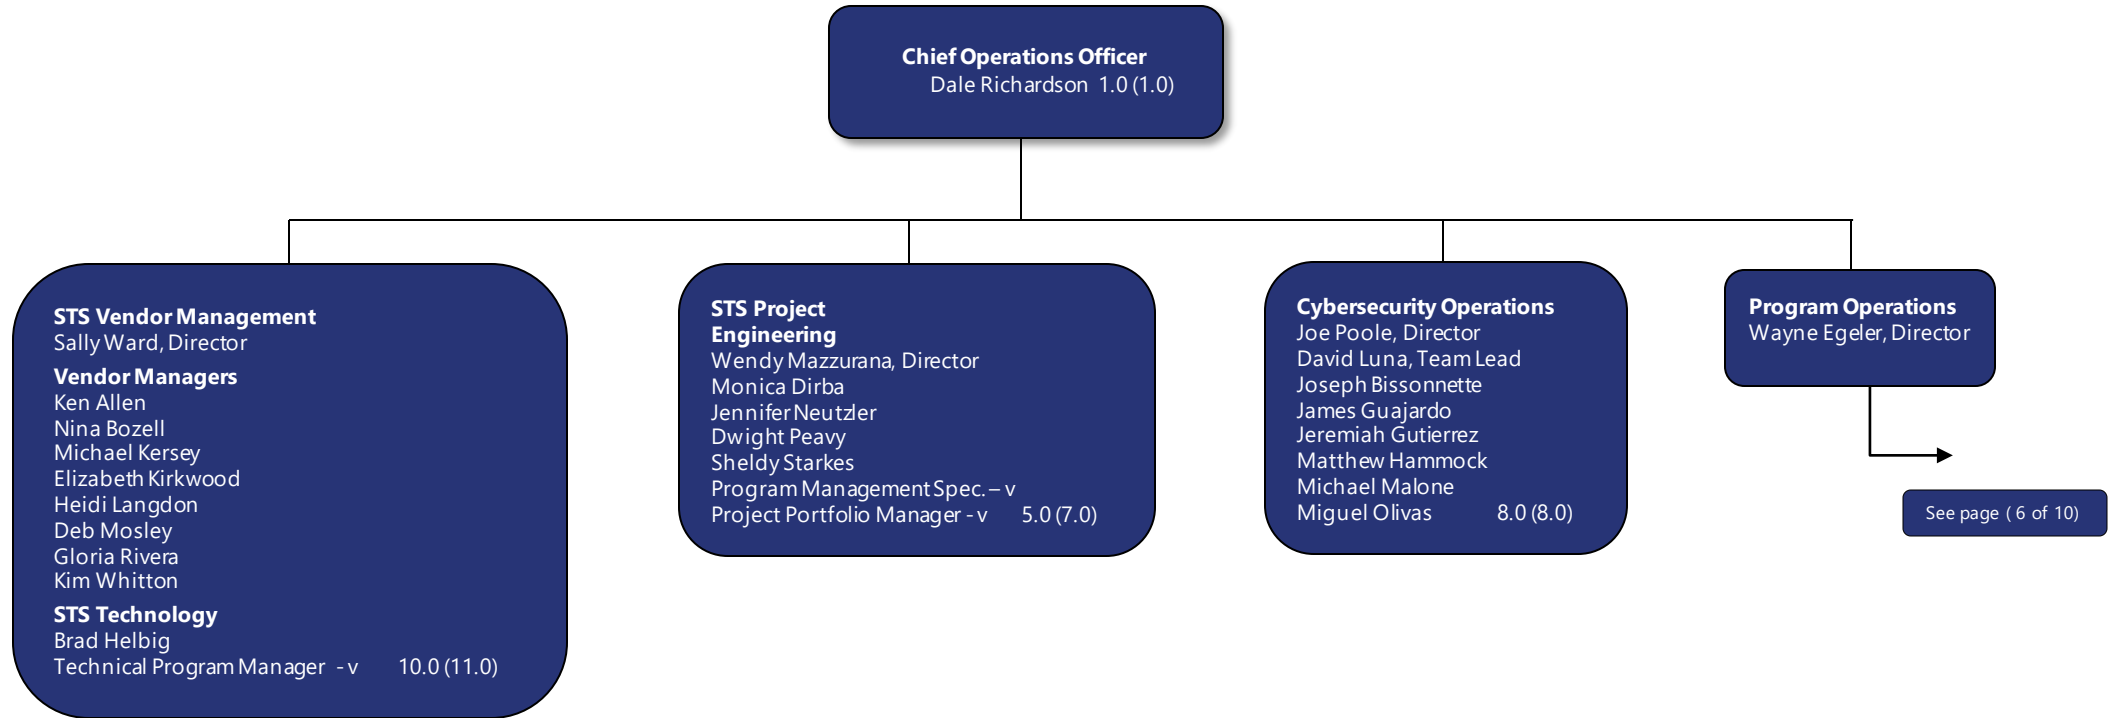 Chief Operations Officer
Dale Richardson 1.0 (1.0)
STS Vendor Management
Sally Ward, Director
Vendor Managers
Ken Allen
Nina Bozell
Michael Kersey
Elizabeth Kirkwood
Heidi Langdon
Deb Mosley
Gloria Rivera
Kim Whitton
STS Technology
Brad Helbig
Technical Program Manager - v 10.0 (11.0)
STS Project
Engineering
Wendy Mazzurana, Director
Monica Dirba
Jennifer Neutzler
Dwight Peavy
Sheldy Starkes
Program Management Spec. – v
Project Portfolio Manager - v 5.0 (7.0)
Cybersecurity Operations
Joe Poole, Director
David Luna, Team Lead
Joseph Bissonnette
James Guajardo
Jeremiah Gutierrez
Matthew Hammock
Michael Malone
Miguel Olivas 8.0 (8.0)
Program Operations
Wayne Egeler, Director
See page ( 6 of 10)